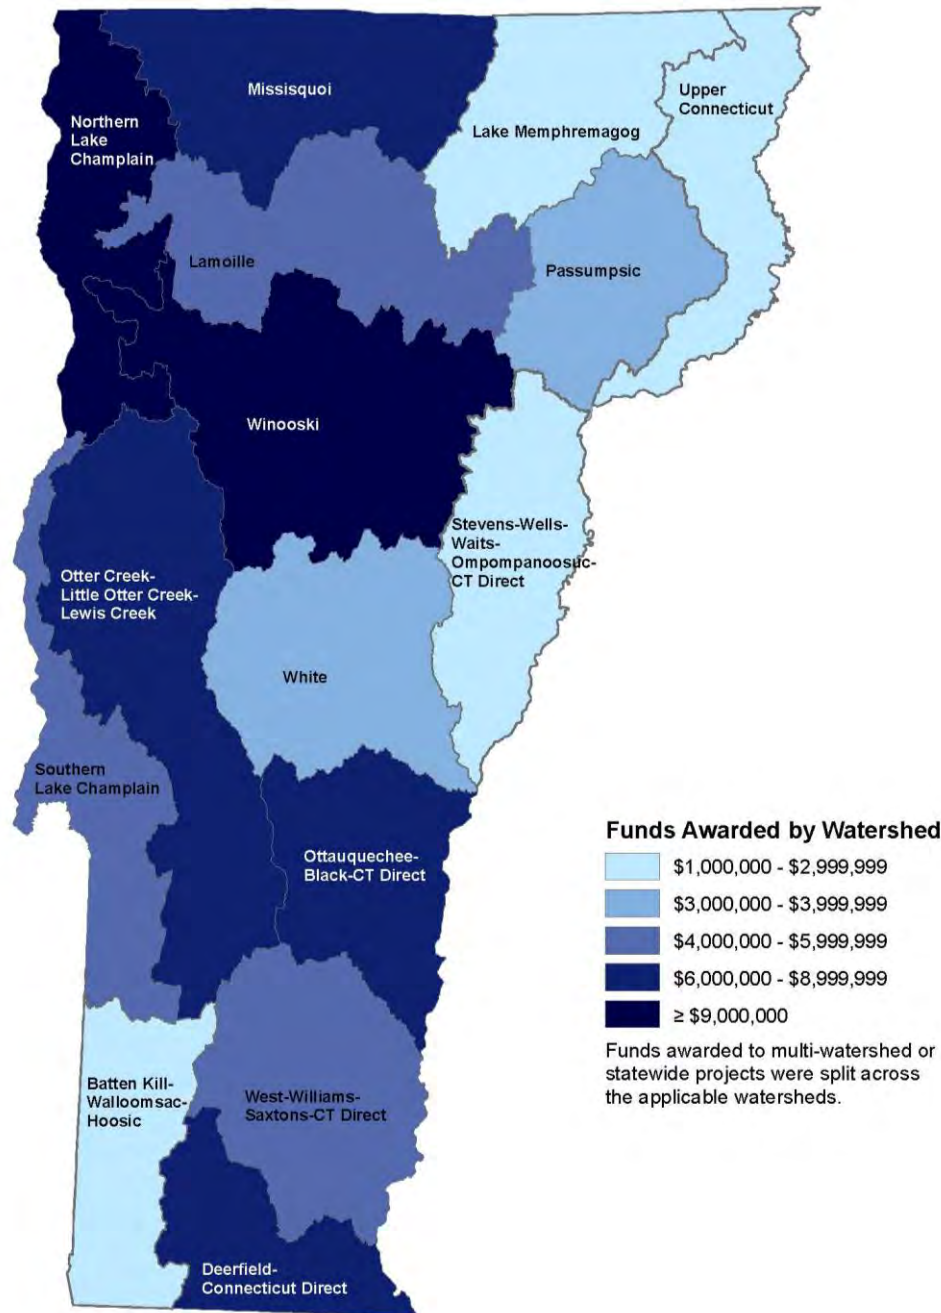 Missisquoi
Upper
Connecticut
Northern
Lake
Champlain
Lake Memphremagog
Lamoille
Passumpsic
Winooski
Stevens-Wells-
Waits-
Ompompanoosuc-
CT Direct
Otter Creek-
Little Otter Creek-
Lewis Creek
White
Southern
Lake Champlain
Ottauquechee-
Black-CT Direct
Batten Kill-
Walloomsac-
Hoosic
West-Williams-
Saxtons-CT Direct
Deerfield-
Connecticut Direct
Funds Awarded by Watershed
$1,000,000 - $2,999,999
$3,000,000 - $3,999,999
$4,000,000 - $5,999,999
$6,000,000 - $8,999,999
≥ $9,000,000
Funds awarded to multi-watershed or
statewide projects were split across
the applicable watersheds.